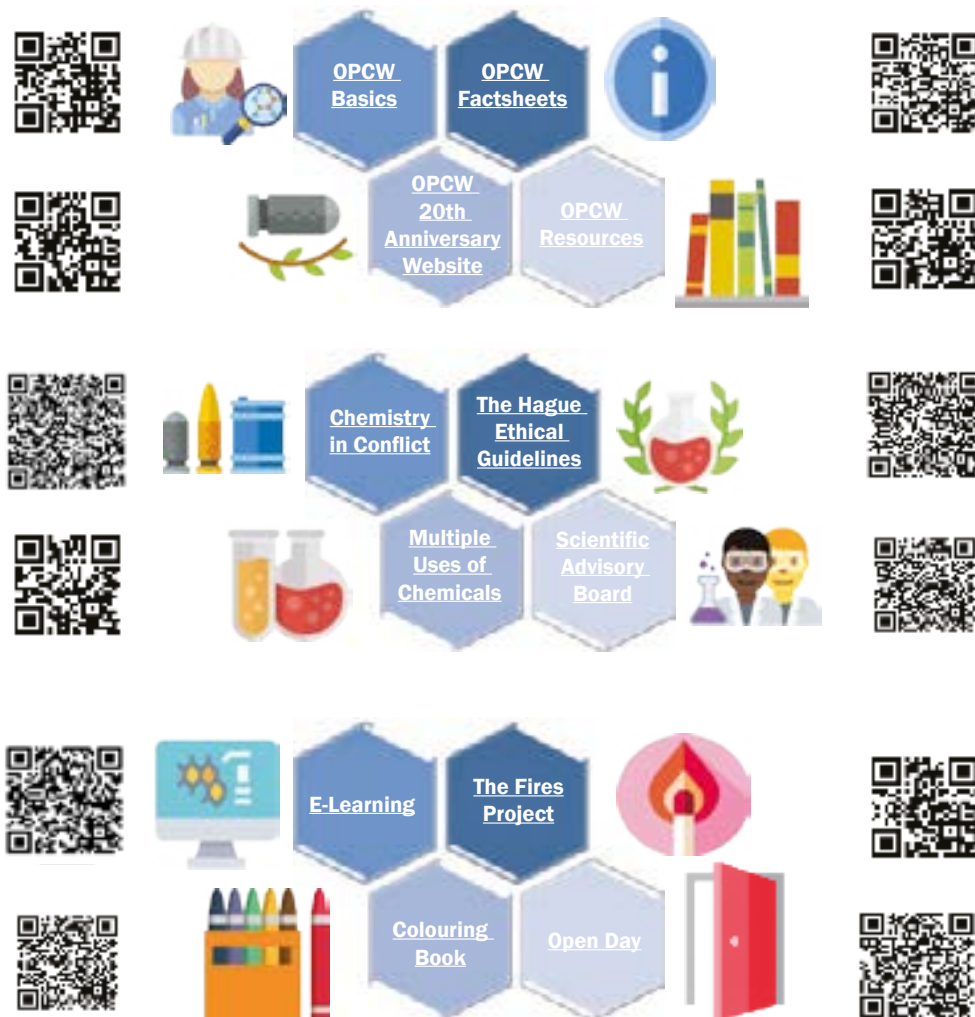 OPCW
Basics
OPCW
Factsheets
OPCW
20th
Anniversary
Website
OPCW
Resources
Chemistry
in Conflict
The Hague
Ethical
Guidelines
Multiple
Uses of
Chemicals
Scientific
Advisory
Board
E-Learning
The Fires
Project
Colouring
Book
Open Day